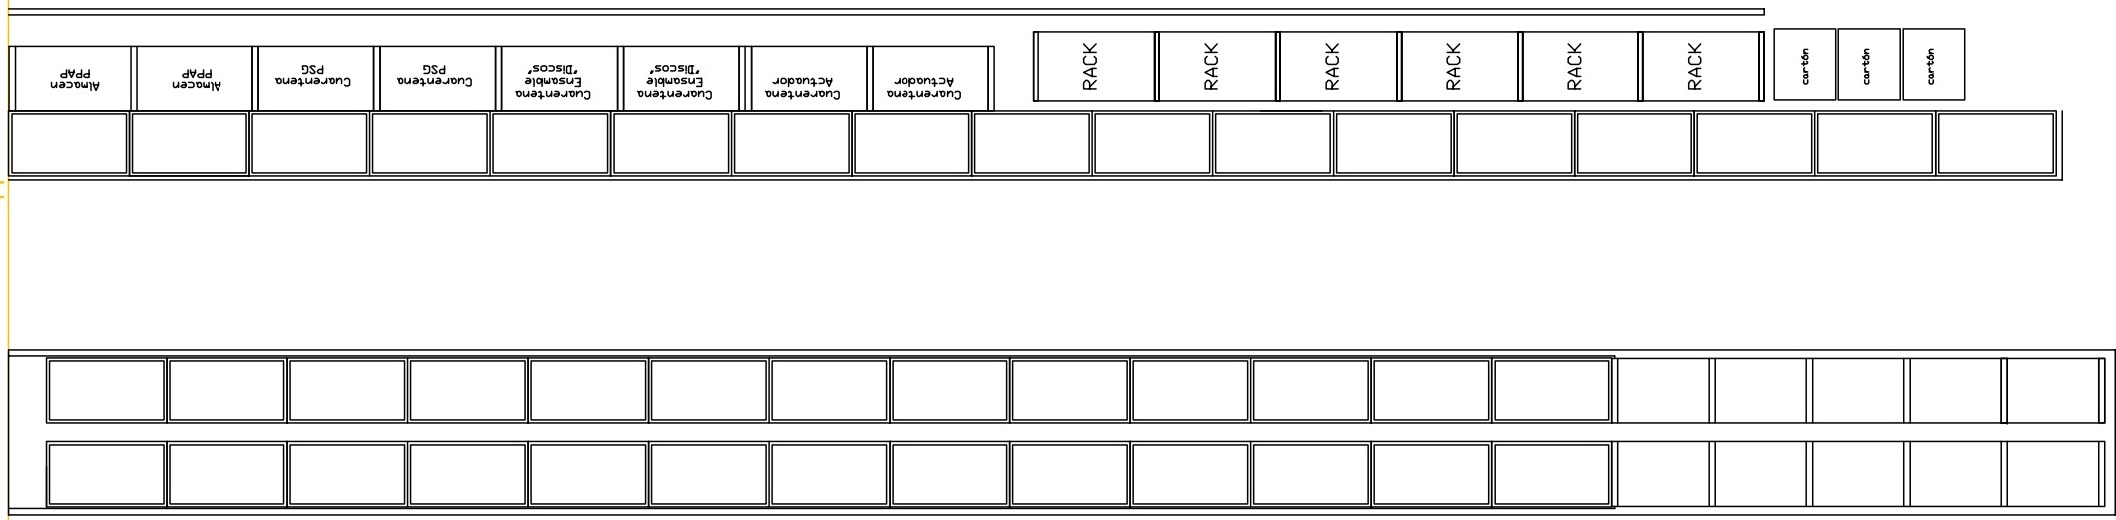 Almacen
PPAP
Almacen
PPAP
Cuarentena
PSG
Cuarentena
PSG
Cuarentena
Ensamble
"Discos"
Cuarentena
Ensamble
"Discos"
Cuarentena
Actuador
Cuarentena
Actuador
RACK
RACK
RACK
RACK
RACK
RACK
cartón
cartón
cartón